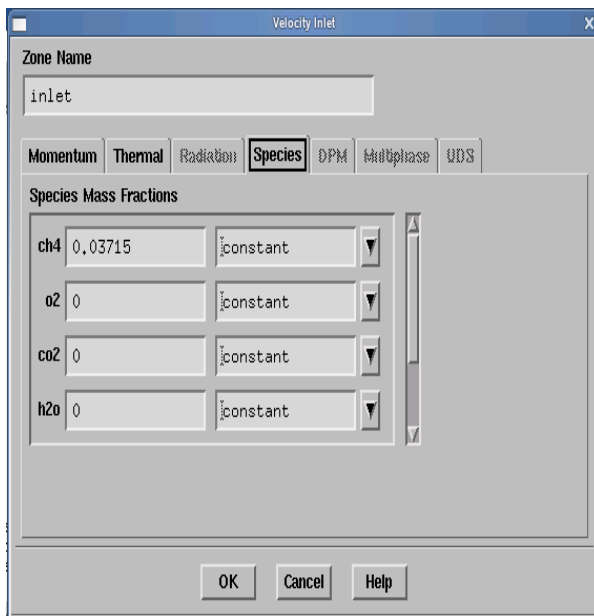 Velocity Inlet
Zone Name
inlet
Momentum Thermal Radiation Species DPM Multiphase UDS
Species Mass Fractions
ch4 0.03715 constant
o2 0 constant
co2 0 constant
h2o 0 constant
OK Cancel Help